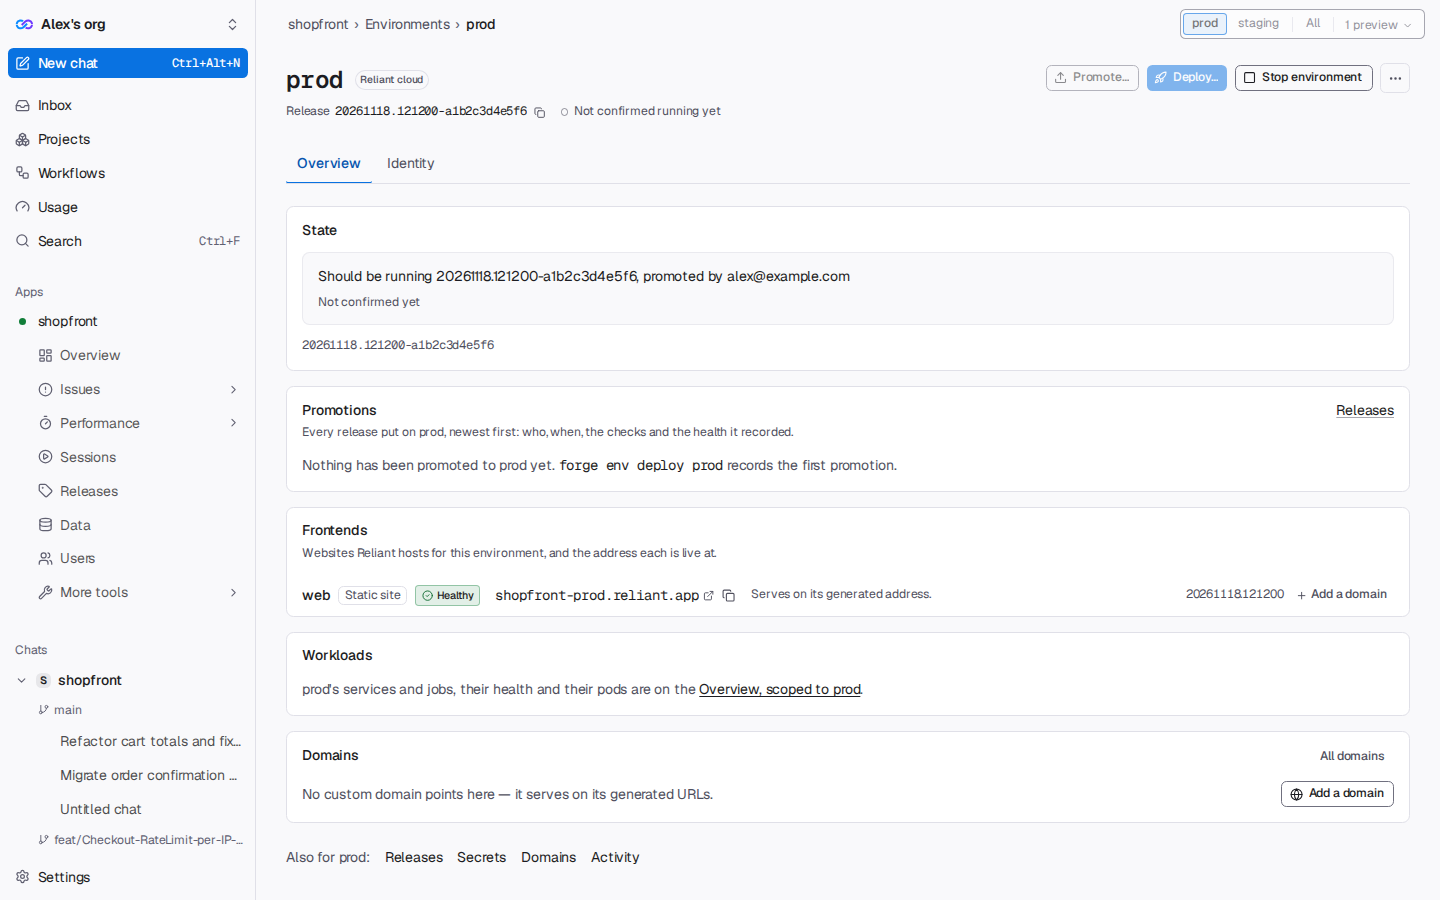 Alex's org
New chat Ctrl+Alt+N
Inbox
Projects
Workflows
Usage
Search Ctrl+F
Apps
shopfront
Overview
Issues
Performance
Sessions
Releases
Data
Users
More tools
Chats
S shopfront
main
Refactor cart totals and fix...
Migrate order confirmation ...
Untitled chat
feat/Checkout-RateLimit-per-IP-...
Settings
shopfront › Environments › prod
prod staging All 1 preview
prod Reliant cloud
Promote... Deploy... Stop environment ...
Release 20261118.121200-a1b2c3d4e5f6 Not confirmed running yet
Overview Identity
State
Should be running 20261118.121200-a1b2c3d4e5f6, promoted by alex@example.com
Not confirmed yet
20261118.121200-a1b2c3d4e5f6
Promotions Releases
Every release put on prod, newest first: who, when, the checks and the health it recorded.
Nothing has been promoted to prod yet. forge env deploy prod records the first promotion.
Frontends
Websites Reliant hosts for this environment, and the address each is live at.
web Static site Healthy shopfront-prod.reliant.app Serves on its generated address. 20261118.121200 + Add a domain
Workloads
prod's services and jobs, their health and their pods are on the Overview, scoped to prod.
Domains All domains
No custom domain points here — it serves on its generated URLs. Add a domain
Also for prod: Releases Secrets Domains Activity